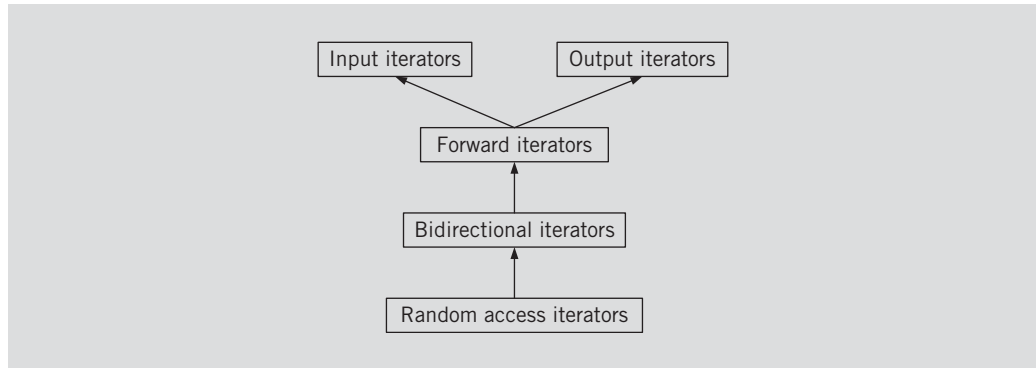 Input iterators
Output iterators
Forward iterators
Bidirectional iterators
Random access iterators